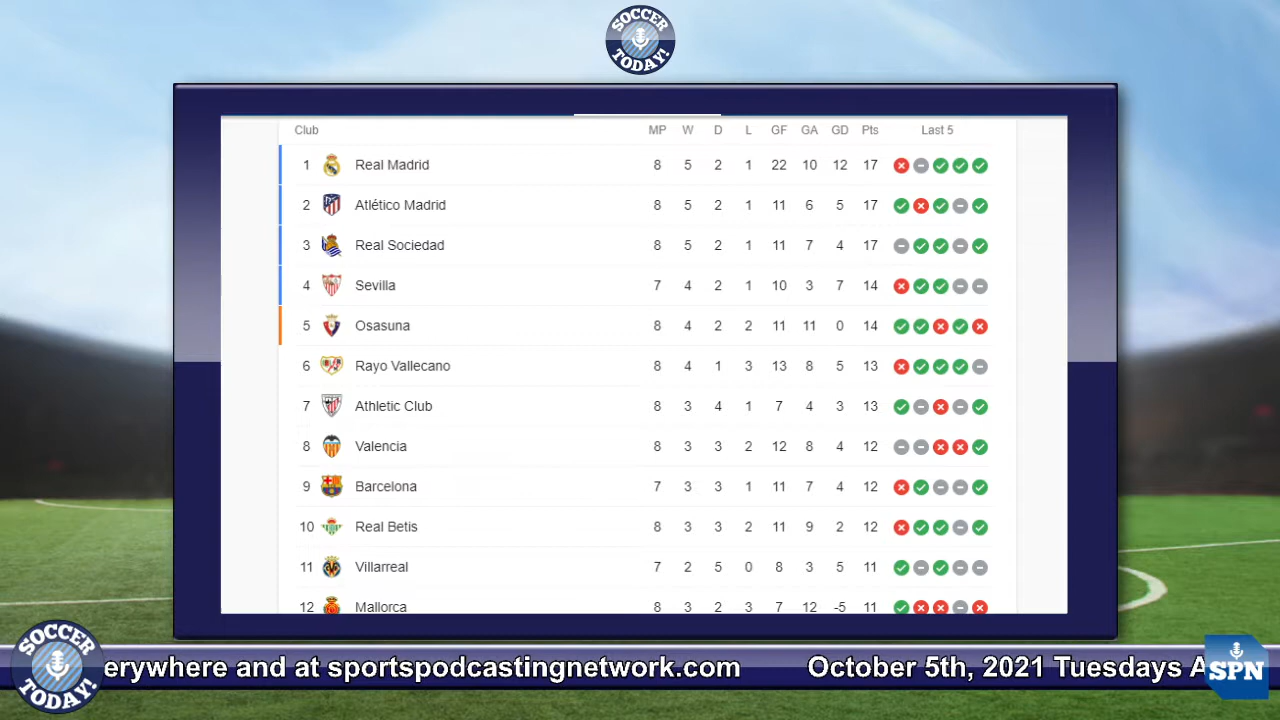 SOCCER
TODAY!
Club MP W D L GF GA GD Pts Last 5
1 Real Madrid 8 5 2 1 22 10 12 17
2 Atlético Madrid 8 5 2 1 11 6 5 17
3 Real Sociedad 8 5 2 1 11 7 4 17
4 Sevilla 7 4 2 1 10 3 7 14
5 Osasuna 8 4 2 2 11 11 0 14
6 Rayo Vallecano 8 4 1 3 13 8 5 13
7 Athletic Club 8 3 4 1 7 4 3 13
8 Valencia 8 3 3 2 12 8 4 12
9 Barcelona 7 3 3 1 11 7 4 12
10 Real Betis 8 3 3 2 11 9 2 12
11 Villarreal 7 2 5 0 8 3 5 11
12 Mallorca 8 3 2 3 7 12 -5 11
SOCCER
TODAY!
erywhere and at sportspodcastingnetwork.com October 5th, 2021 Tuesdays A
SPN